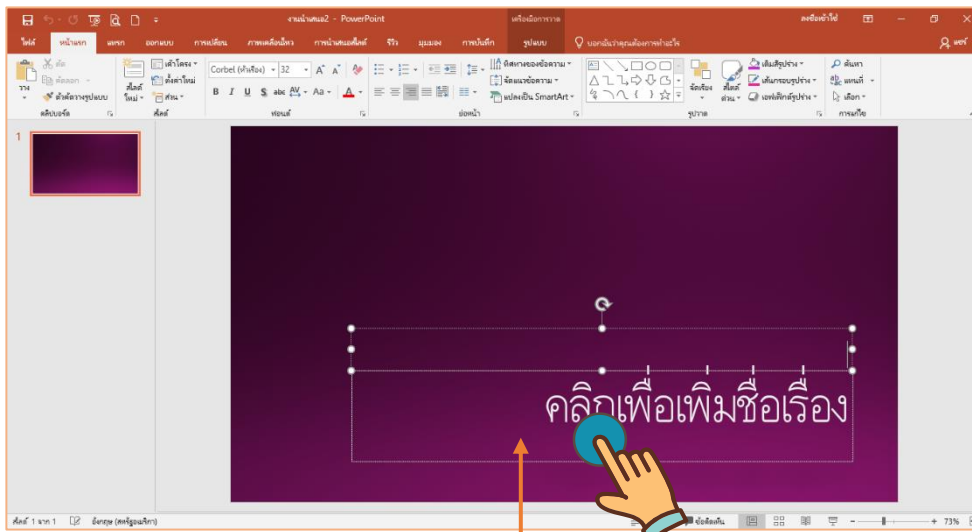 งานนำเสนอ2 - PowerPoint
เครื่องมือการวาด
ลงชื่อเข้าใช้
ไฟล์ หน้าแรก แทรก ออกแบบ การเปลี่ยน ภาพเคลื่อนไหว การนำเสนอสไลด์ รีวิว มุมมอง การบันทึก รูปแบบ บอกฉันว่าคุณต้องการทำอะไร แชร์
วาง
ตัด
คัดลอก
ตัวคัดวางรูปแบบ
คลิปบอร์ด
สไลด์ใหม่
เค้าโครง
ตั้งค่าใหม่
ส่วน
สไลด์
Corbel (หัวเรื่อง) 32
B I U S abc AV Aa A
ฟอนต์
ทิศทางของข้อความ
จัดแนวข้อความ
แปลงเป็น SmartArt
ย่อหน้า
จัดเรียง
สไตล์ด่วน
เติมสีรูปร่าง
เส้นกรอบรูปร่าง
เอฟเฟ็กต์รูปร่าง
รูปวาด
ค้นหา
แทนที่
เลือก
การแก้ไข
1
คลิกเพื่อเพิ่มชื่อเรื่อง
สไลด์ 1 จาก 1 อังกฤษ (สหรัฐอเมริกา) ข้อคิดเห็น 73%